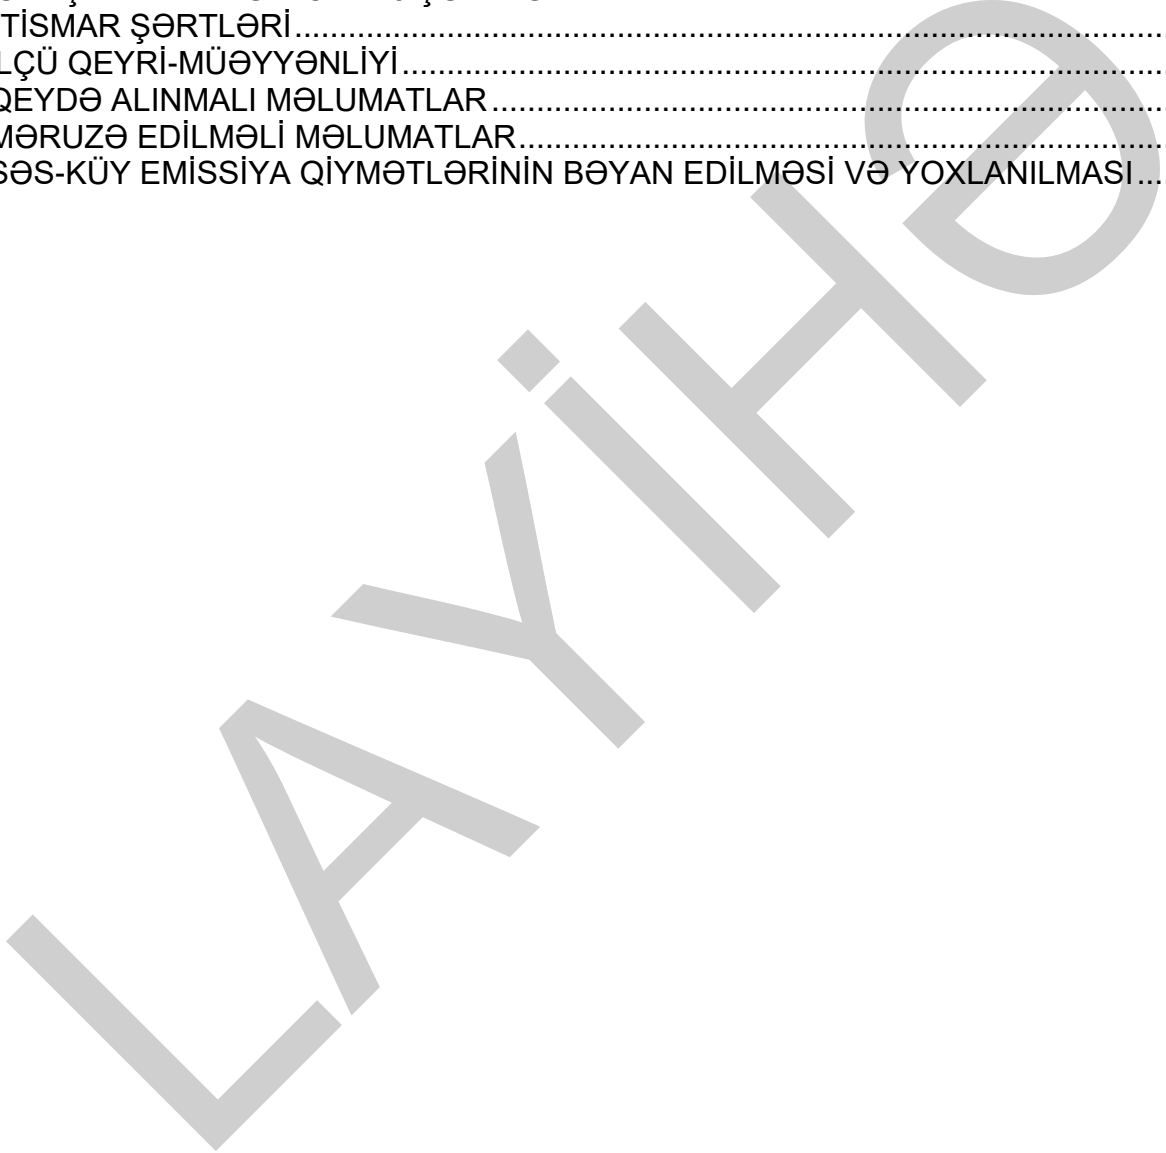 TİSMAR ŞƏRTLƏRİ
LÇÜ QEYRİ-MÜƏYYƏNLİYİ
QEYDƏ ALINMALI MƏLUMATLAR
MƏRUZƏ EDİLMƏLİ MƏLUMATLAR
SƏS-KÜY EMİSSİYA QİYMƏTLƏRİNİN BƏYAN EDİLMƏSİ VƏ YOXLANILMASI
LAYİHƏ